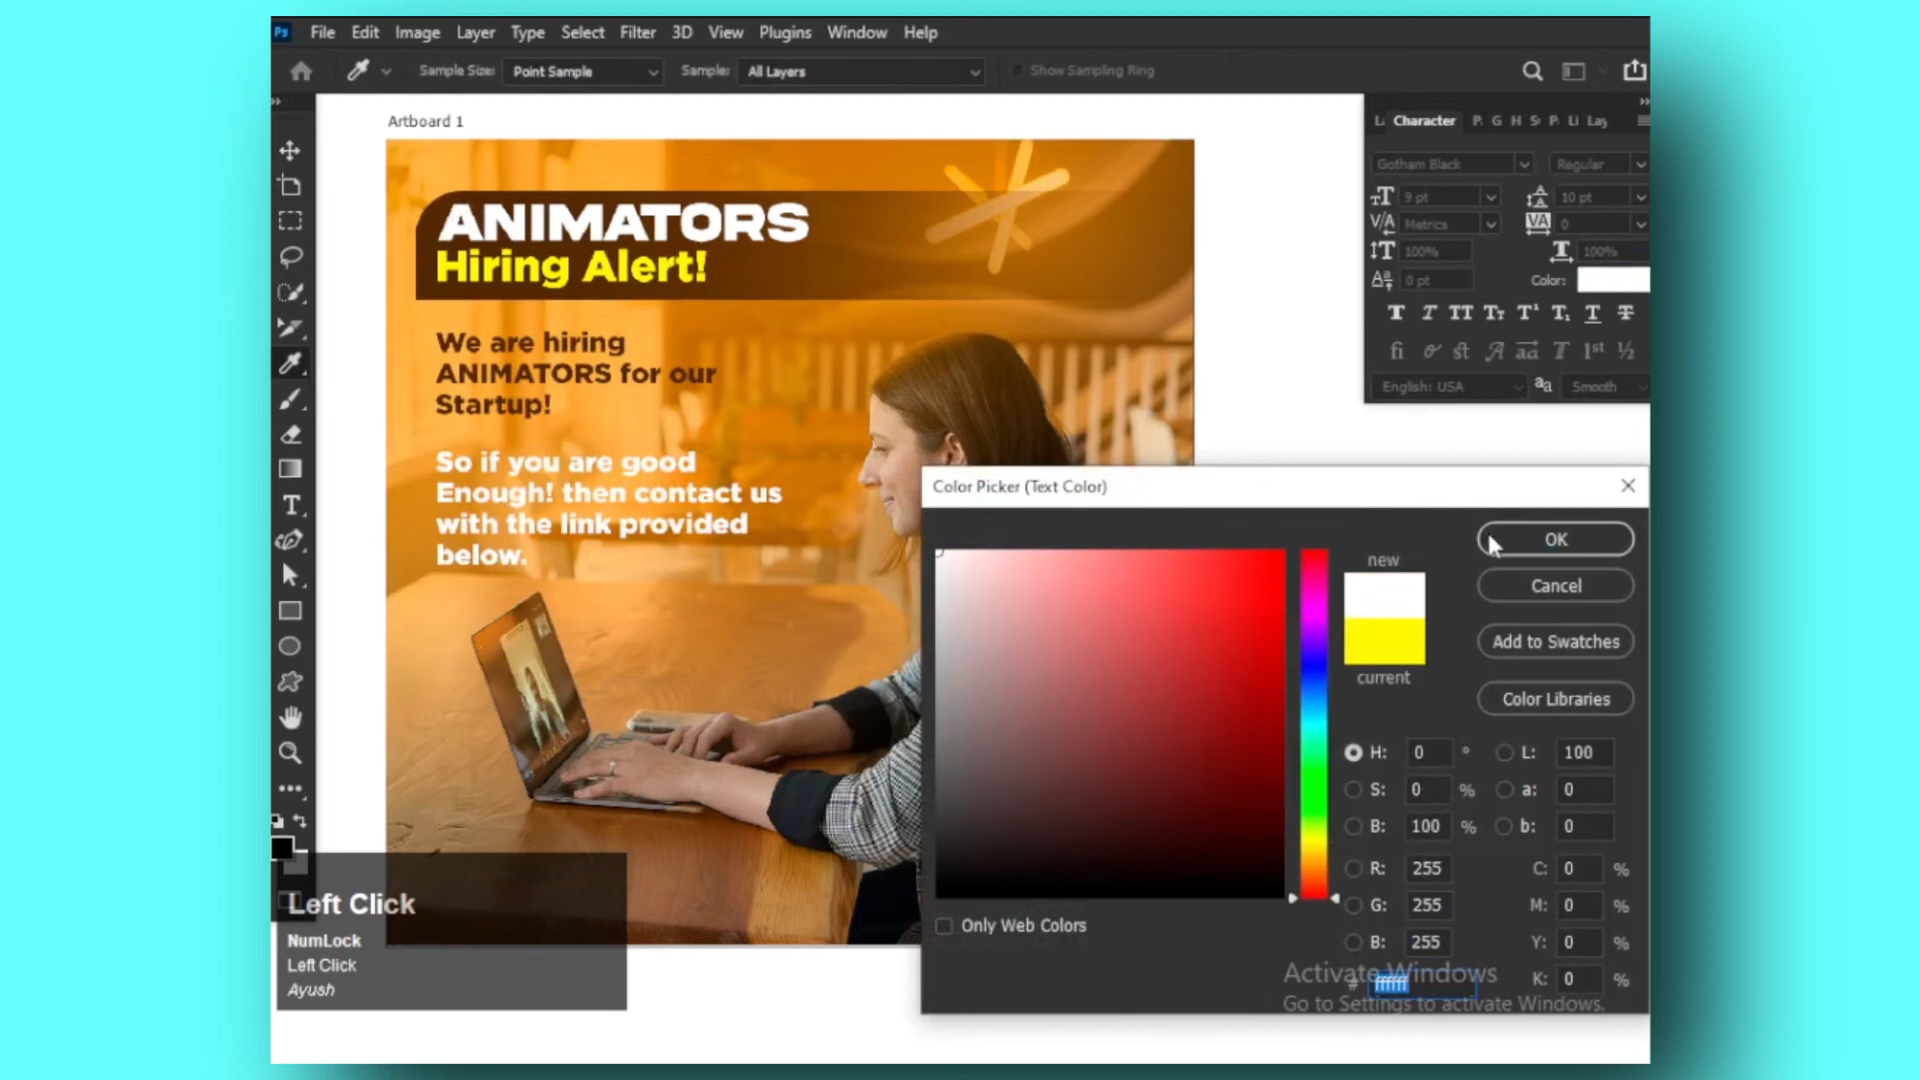 Ps File Edit Image Layer Type Select Filter 3D View Plugins Window Help
Sample Size: Point Sample Sample: All Layers Show Sampling Ring
Artboard 1
ANIMATORS
Hiring Alert!
We are hiring
ANIMATORS for our
Startup!
So if you are good
Enough! then contact us
with the link provided
below.
Character G H Li Lay
Gotham Black Regular
9 pt 10 pt
Metrics 0
100% 100%
0 pt Color:
English: USA Smooth
Color Picker (Text Color)
new
current
OK
Cancel
Add to Swatches
Color Libraries
H: 0 ° L: 100
S: 0 % a: 0
B: 100 % b: 0
R: 255 C: 0 %
G: 255 M: 0 %
B: 255 Y: 0 %
# ffffff K: 0 %
Only Web Colors
Activate Windows
Go to Settings to activate Windows.
Left Click
NumLock
Left Click
Ayush